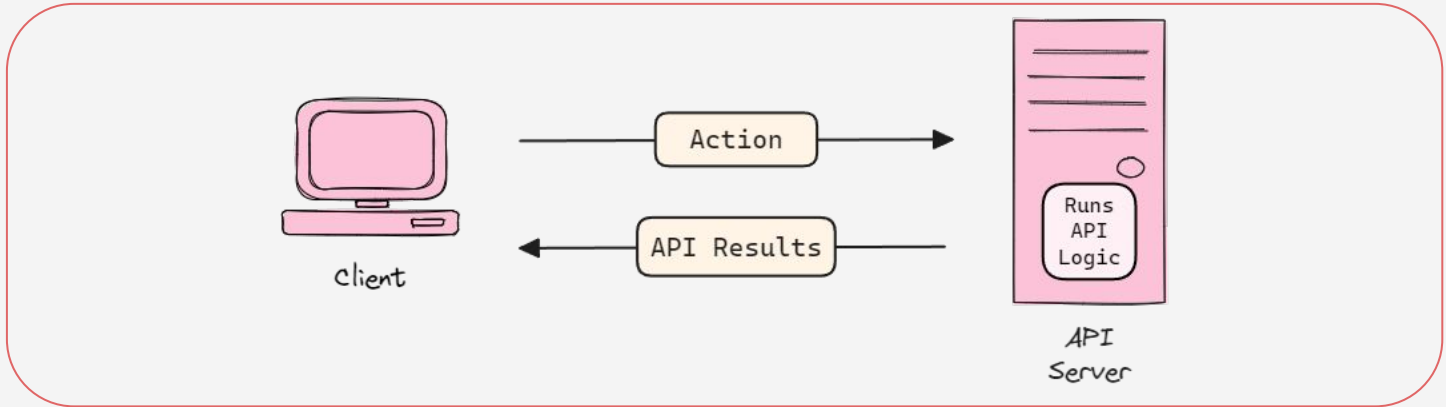 Action
Runs
API
Logic
API Results
Client
API
Server